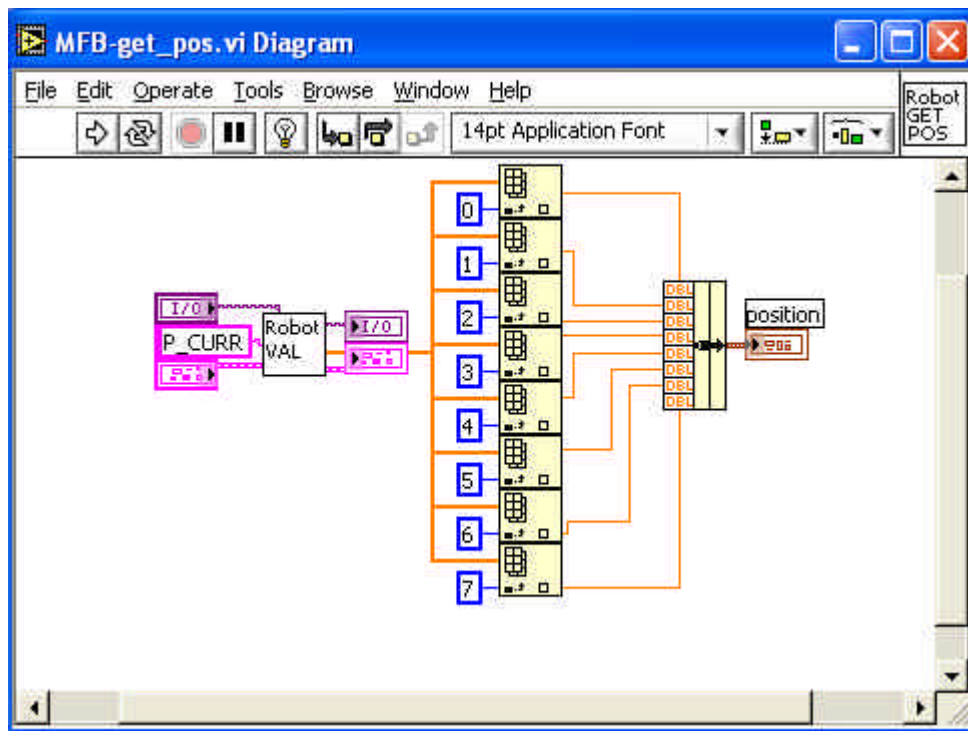 MFB-get_pos.vi Diagram
File Edit Operate Tools Browse Window Help
Robot
GET
POS
14pt Application Font
0
1
2
3
4
5
6
7
I/O
P_CURR
Robot
VAL
I/O
DBL
DBL
DBL
DBL
DBL
DBL
DBL
DBL
position